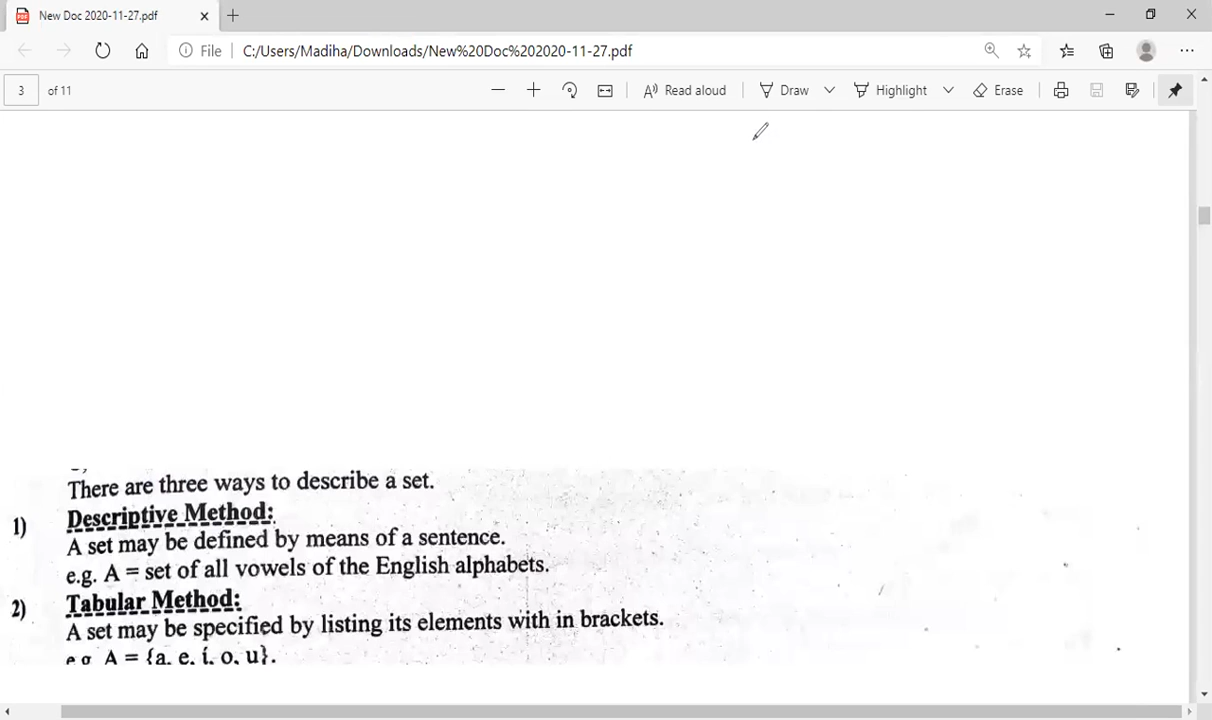 New Doc 2020-11-27.pdf
File
C:/Users/Madiha/Downloads/New%20Doc%202020-11-27.pdf
3 of 11
Read aloud
Draw
Highlight
Erase
There are three ways to describe a set.
1) Descriptive Method:
A set may be defined by means of a sentence.
e.g. A = set of all vowels of the English alphabets.
2) Tabular Method:
A set may be specified by listing its elements with in brackets.
e.g. A = {a, e, i, o, u}.